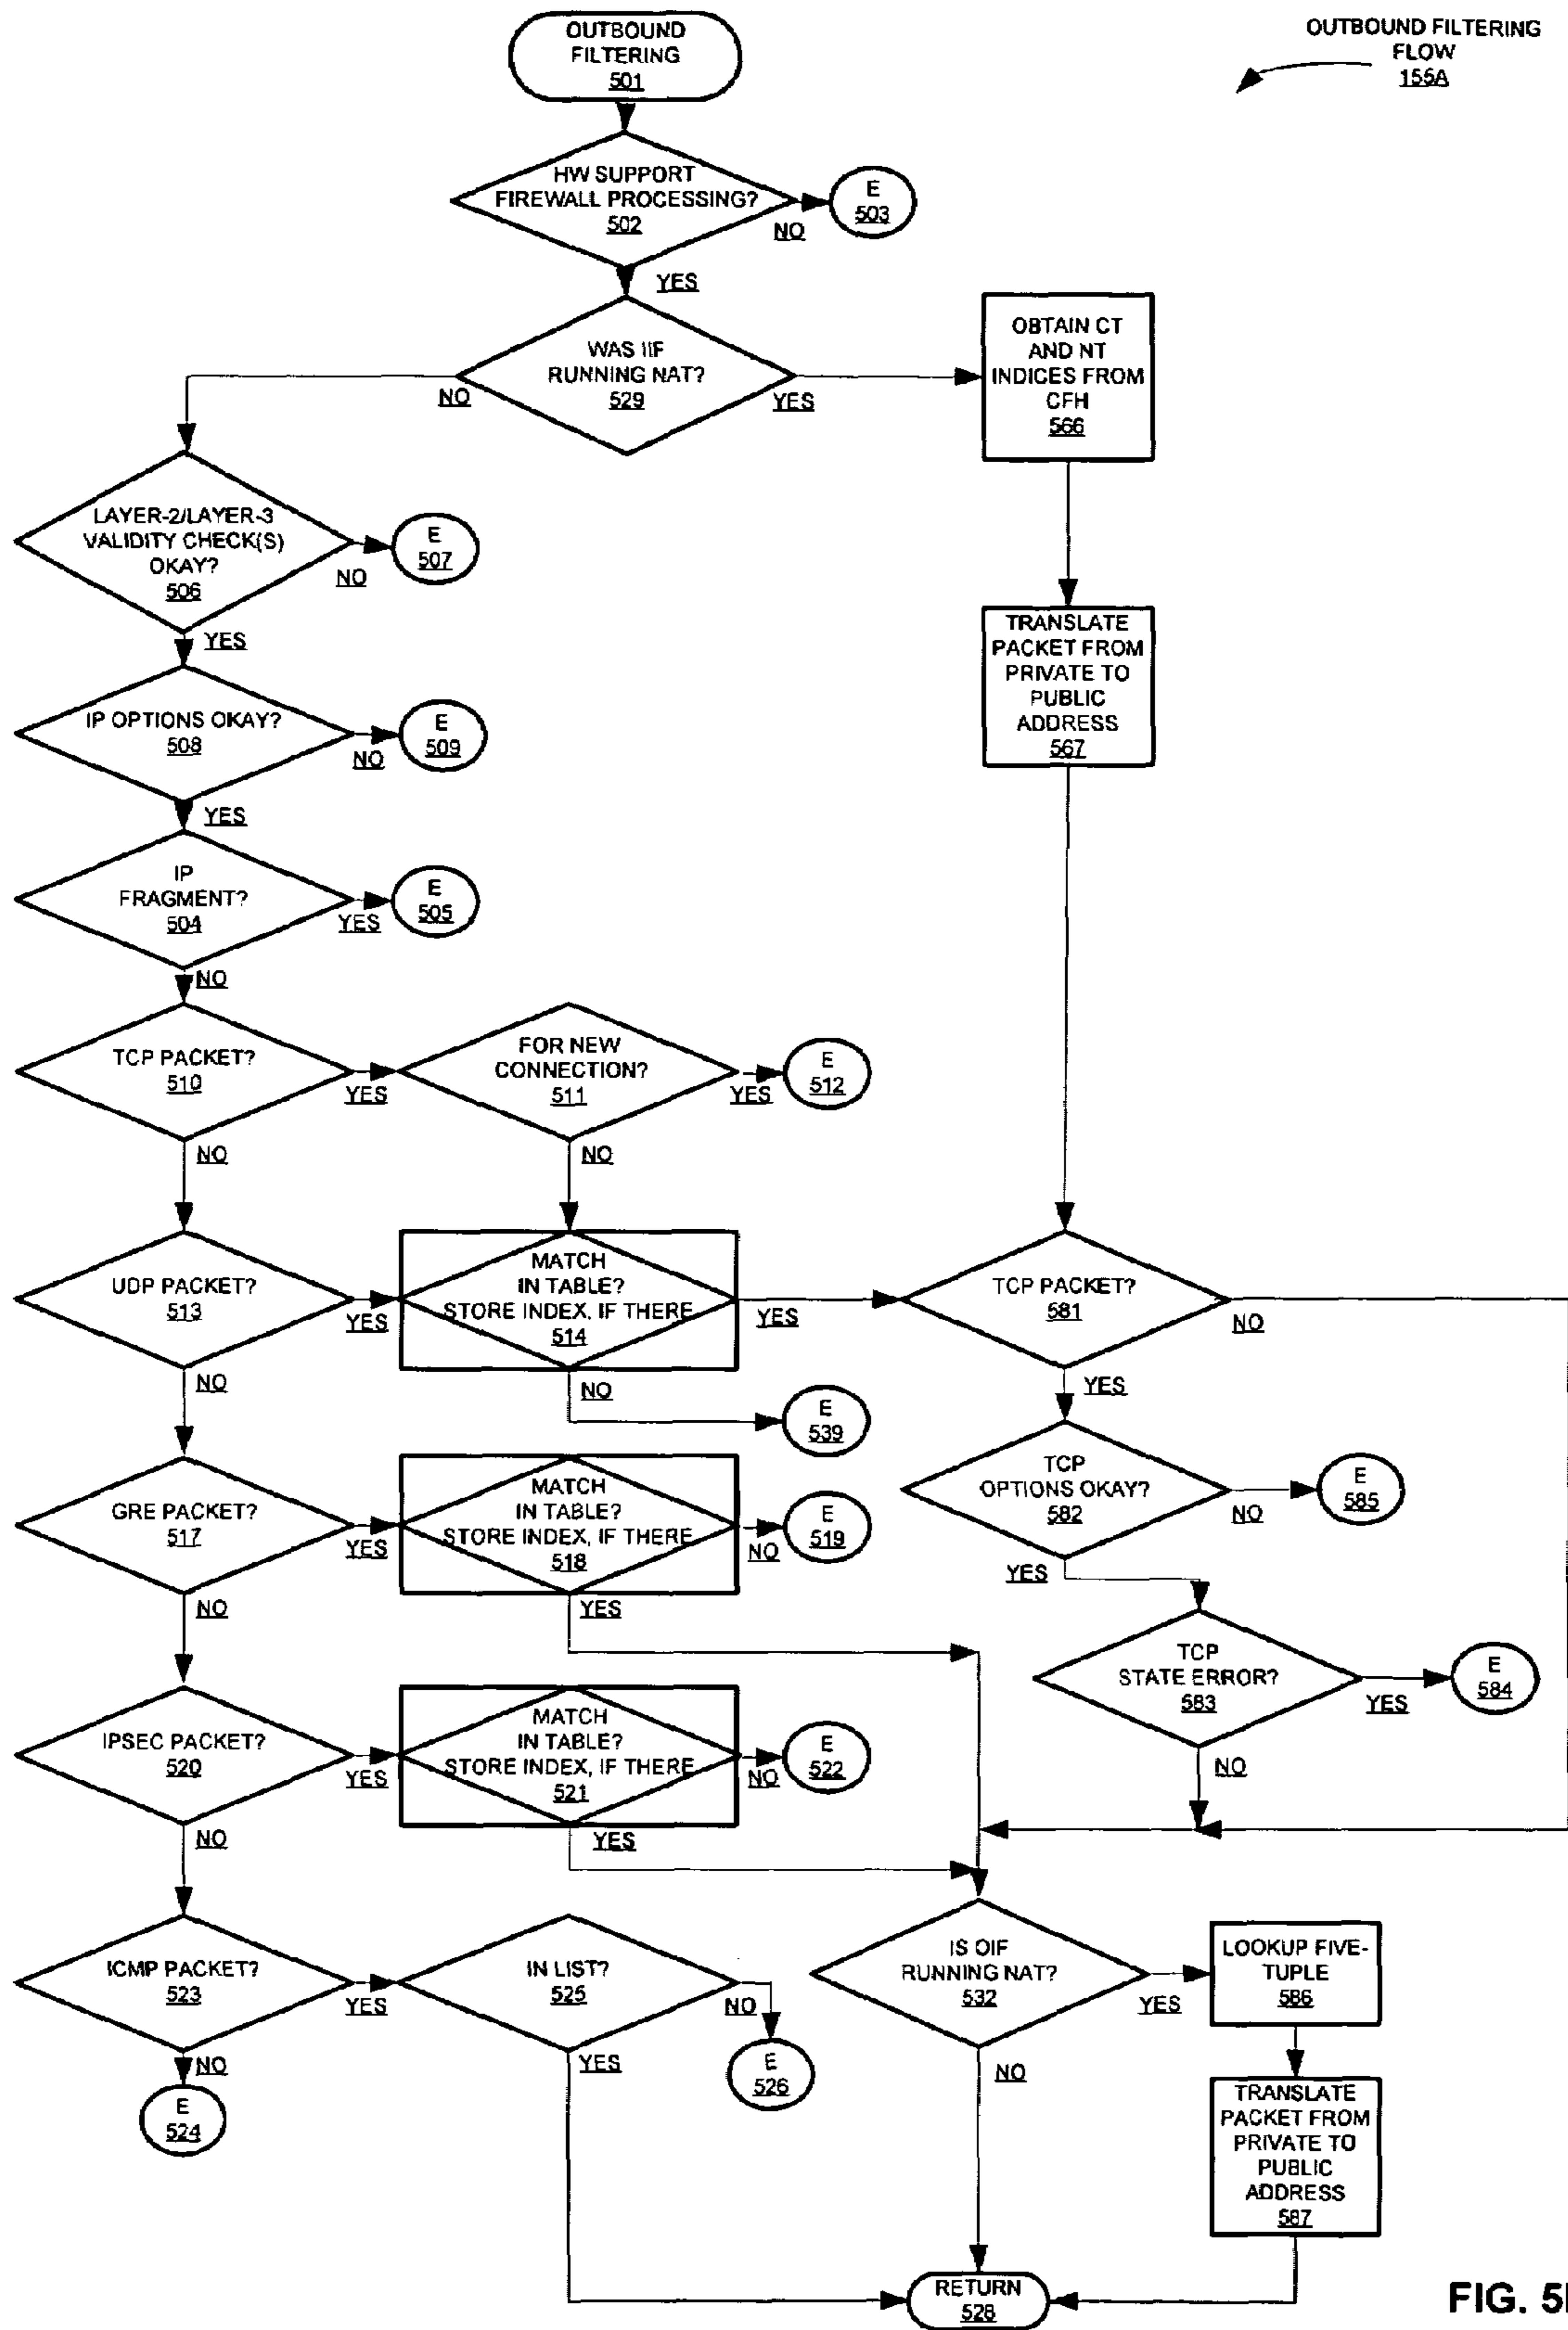 OUTBOUND
FILTERING
501
OUTBOUND FILTERING
FLOW
155A
HW SUPPORT
FIREWALL PROCESSING?
502
NO
E
503
YES
WAS IIF
RUNNING NAT?
529
NO
YES
OBTAIN CT
AND NT
INDICES FROM
CFH
566
LAYER-2/LAYER-3
VALIDITY CHECK(S)
OKAY?
506
NO
E
507
YES
TRANSLATE
PACKET FROM
PRIVATE TO
PUBLIC
ADDRESS
567
IP OPTIONS OKAY?
508
NO
E
509
YES
IP
FRAGMENT?
504
YES
E
505
NO
TCP PACKET?
510
YES
FOR NEW
CONNECTION?
511
YES
E
512
NO
NO
UDP PACKET?
513
YES
MATCH
IN TABLE?
STORE INDEX, IF THERE
514
YES
TCP PACKET?
581
NO
NO
NO
E
539
YES
GRE PACKET?
517
YES
MATCH
IN TABLE?
STORE INDEX, IF THERE
518
NO
E
519
TCP
OPTIONS OKAY?
582
NO
E
585
NO
YES
YES
TCP
STATE ERROR?
583
YES
E
584
NO
IPSEC PACKET?
520
YES
MATCH
IN TABLE?
STORE INDEX, IF THERE
521
NO
E
522
NO
YES
ICMP PACKET?
523
YES
IN LIST?
525
NO
E
526
YES
NO
E
524
IS OIF
RUNNING NAT?
532
YES
LOOKUP FIVE-
TUPLE
586
NO
TRANSLATE
PACKET FROM
PRIVATE TO
PUBLIC
ADDRESS
587
RETURN
528
FIG. 5